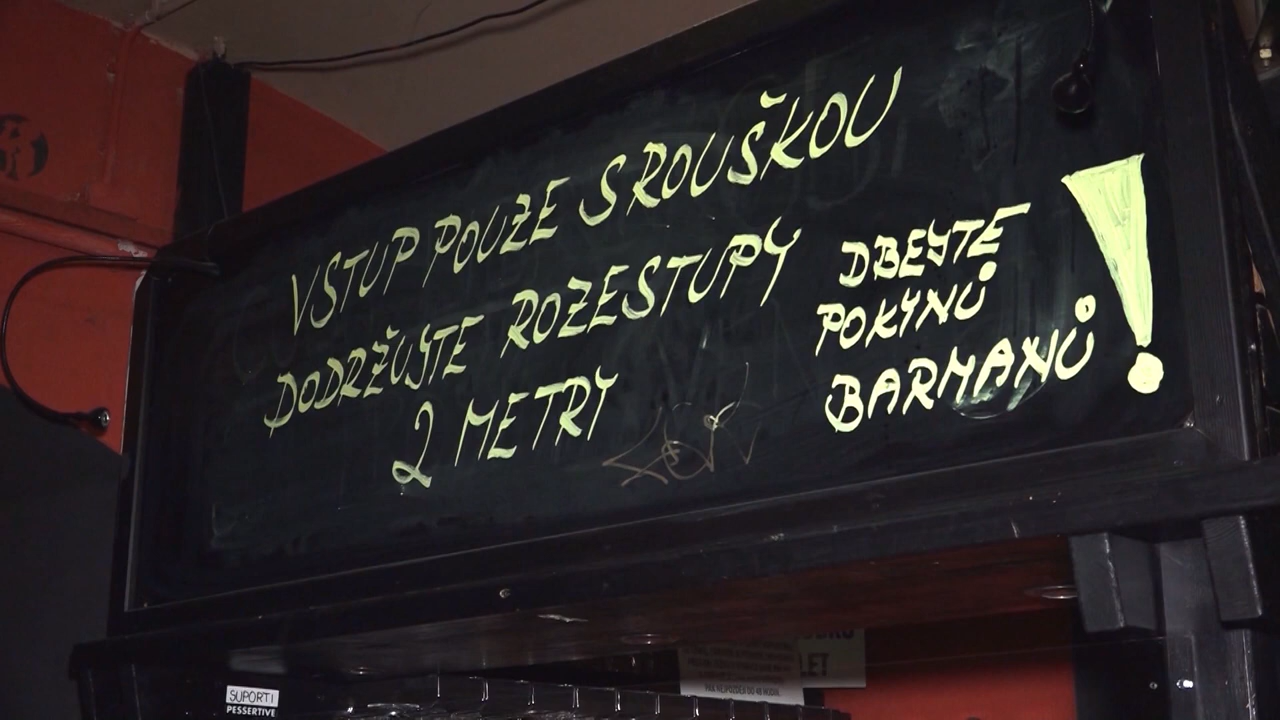 VSTUP POUZE S ROUŠKOU
DODRŽUJTE ROZESTUPY
2 METRY
DBEJTE
POKYNŮ
BARMANŮ
!
SUPORTI
PESSERTIVE